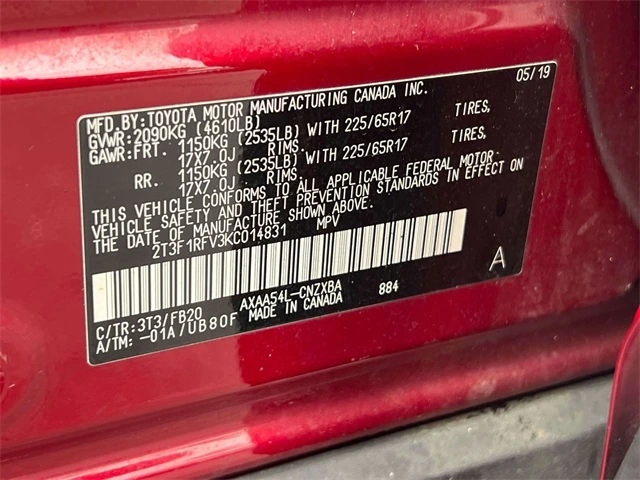 MFD.BY:TOYOTA MOTOR MANUFACTURING CANADA INC. 05/19
GVWR:2090KG (4610LB)
GAWR:FRT. 1150KG (2535LB) WITH 225/65R17 TIRES,
17X7.0J RIMS.
RR. 1150KG (2535LB) WITH 225/65R17 TIRES,
17X7.0J RIMS.
THIS VEHICLE CONFORMS TO ALL APPLICABLE FEDERAL MOTOR
VEHICLE SAFETY AND THEFT PREVENTION STANDARDS IN EFFECT ON
THE DATE OF MANUFACTURE SHOWN ABOVE.
2T3F1RFV3KC014831 MPV
A
C/TR:3T3/FB20 AXAA54L-CNZXBA 884
A/TM:-01A/UB80F MADE IN CANADA